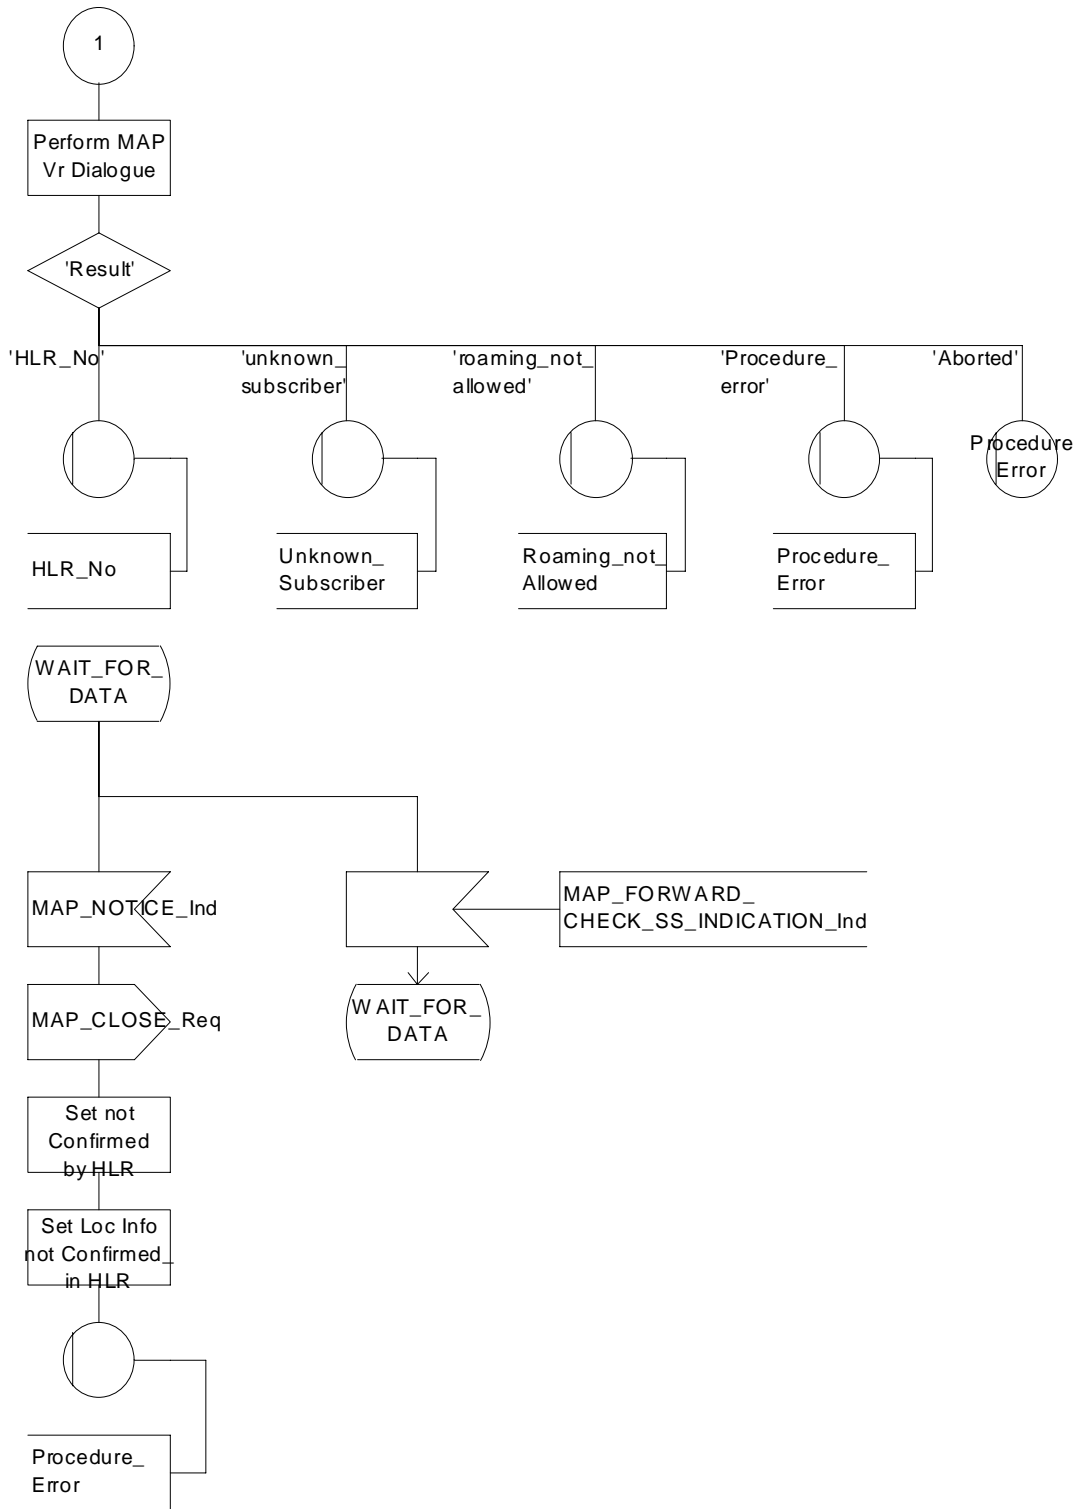 1
Perform MAP
Vr Dialogue
'Result'
'HLR_No'
'unknown_
subscriber'
'roaming_not_
allowed'
'Procedure_
error'
'Aborted'
Procedure
Error
HLR_No
Unknown_
Subscriber
Roaming_not_
Allowed
Procedure_
Error
WAIT_FOR_
DATA
MAP_NOTICE_Ind
MAP_FORWARD_
CHECK_SS_INDICATION_Ind
MAP_CLOSE_Req
WAIT_FOR_
DATA
Set not
Confirmed
by HLR
Set Loc Info
not Confirmed_
in HLR
Procedure_
Error